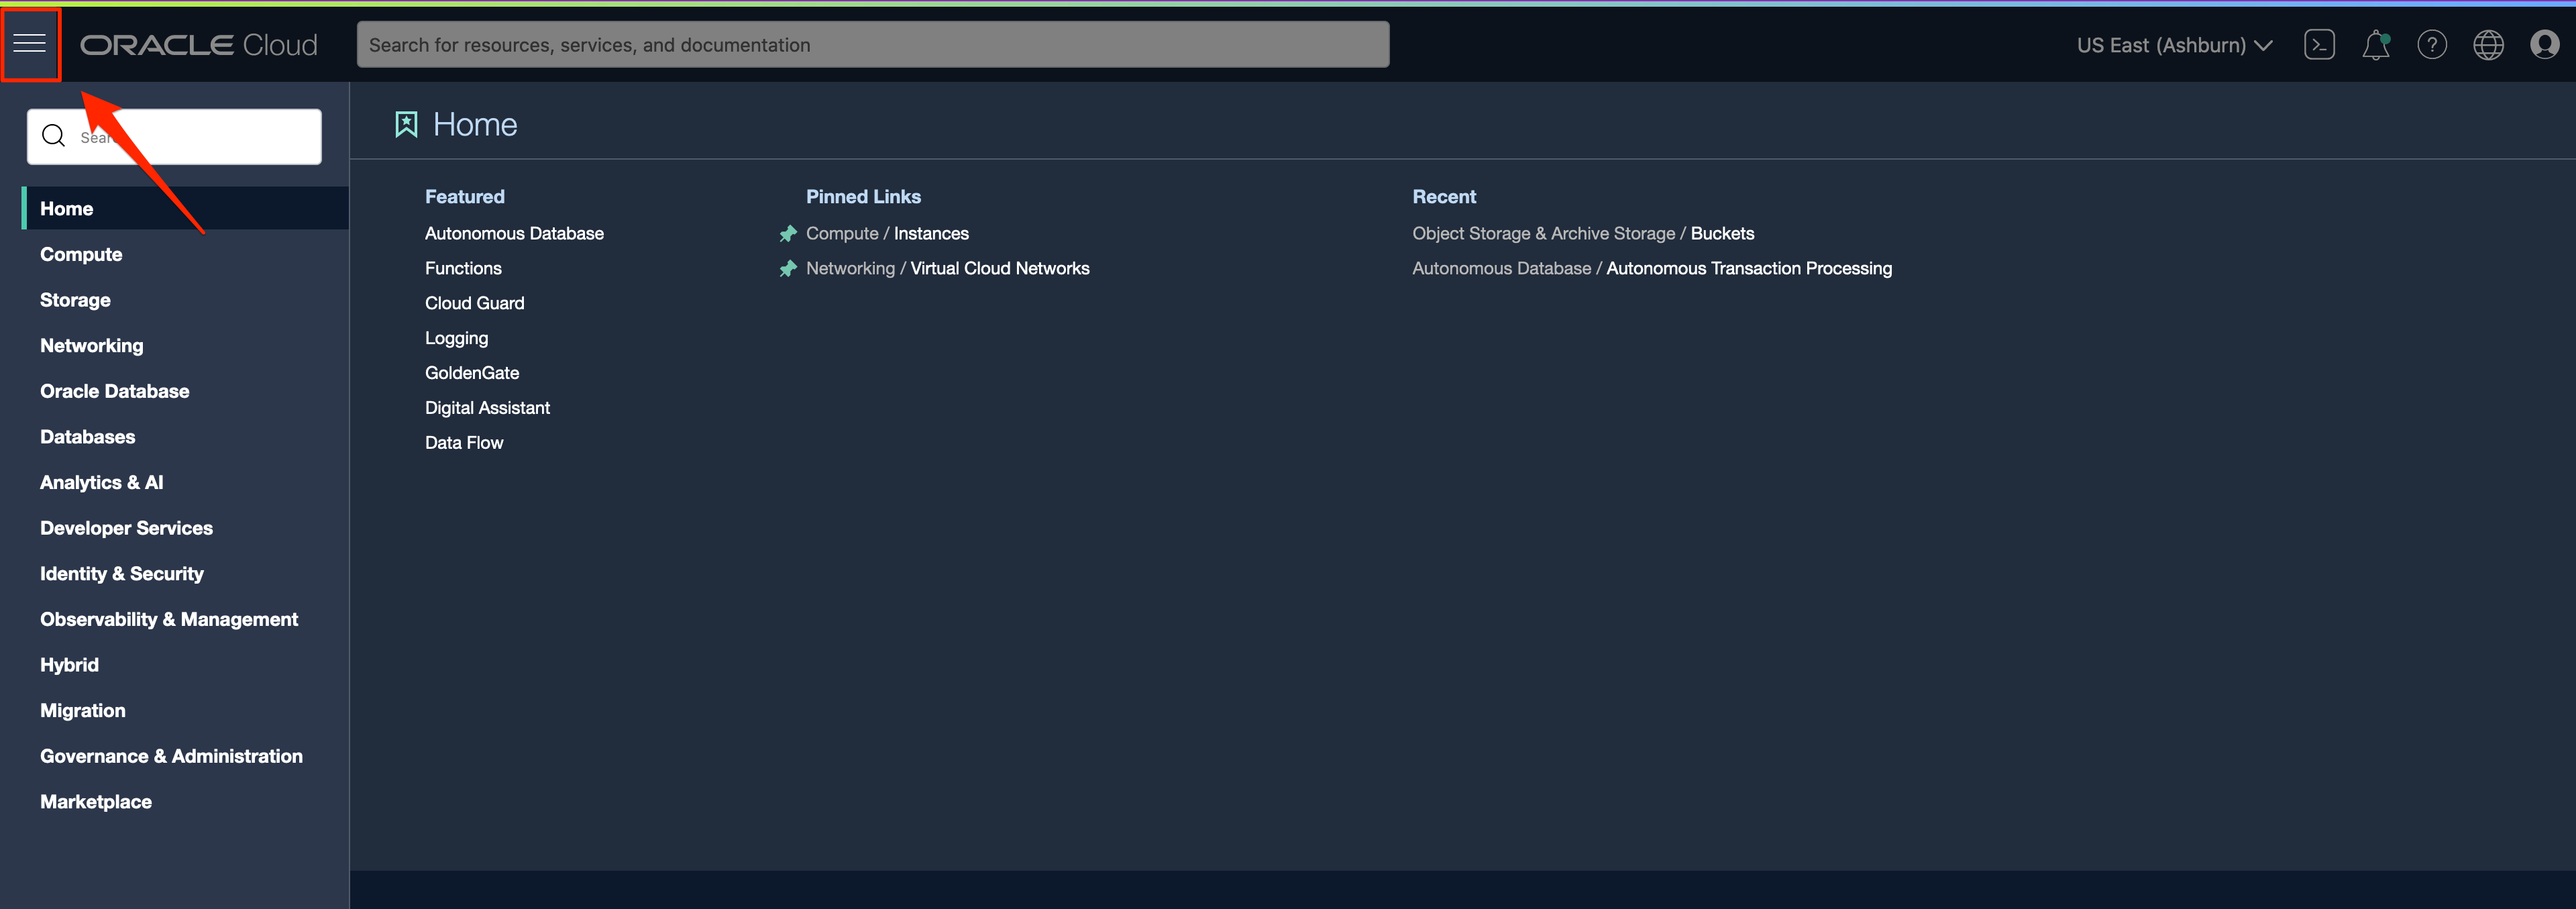 ORACLE Cloud
Search for resources, services, and documentation
US East (Ashburn)
Home
Compute
Storage
Networking
Oracle Database
Databases
Analytics & AI
Developer Services
Identity & Security
Observability & Management
Hybrid
Migration
Governance & Administration
Marketplace
Home
Featured
Autonomous Database
Functions
Cloud Guard
Logging
GoldenGate
Digital Assistant
Data Flow
Pinned Links
Compute / Instances
Networking / Virtual Cloud Networks
Recent
Object Storage & Archive Storage / Buckets
Autonomous Database / Autonomous Transaction Processing